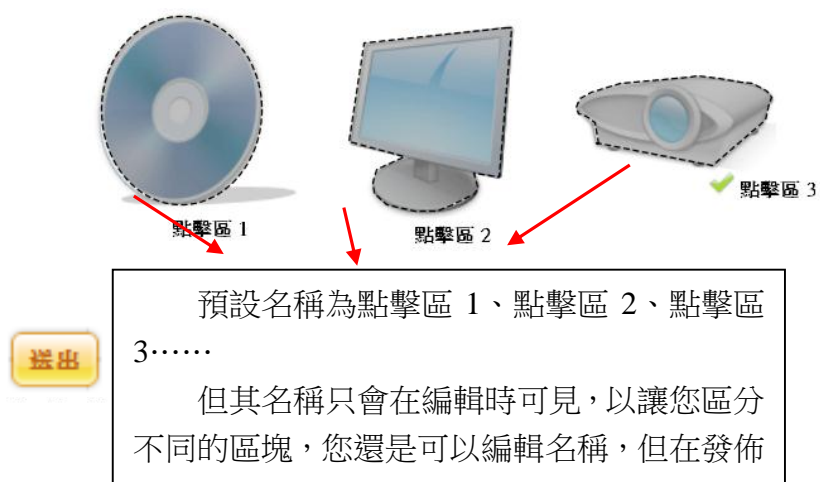 點擊區 1
點擊區 2
點擊區 3
送出
預設名稱為點擊區 1、點擊區 2、點擊區
3……
但其名稱只會在編輯時可見，以讓您區分
不同的區塊，您還是可以編輯名稱，但在發佈